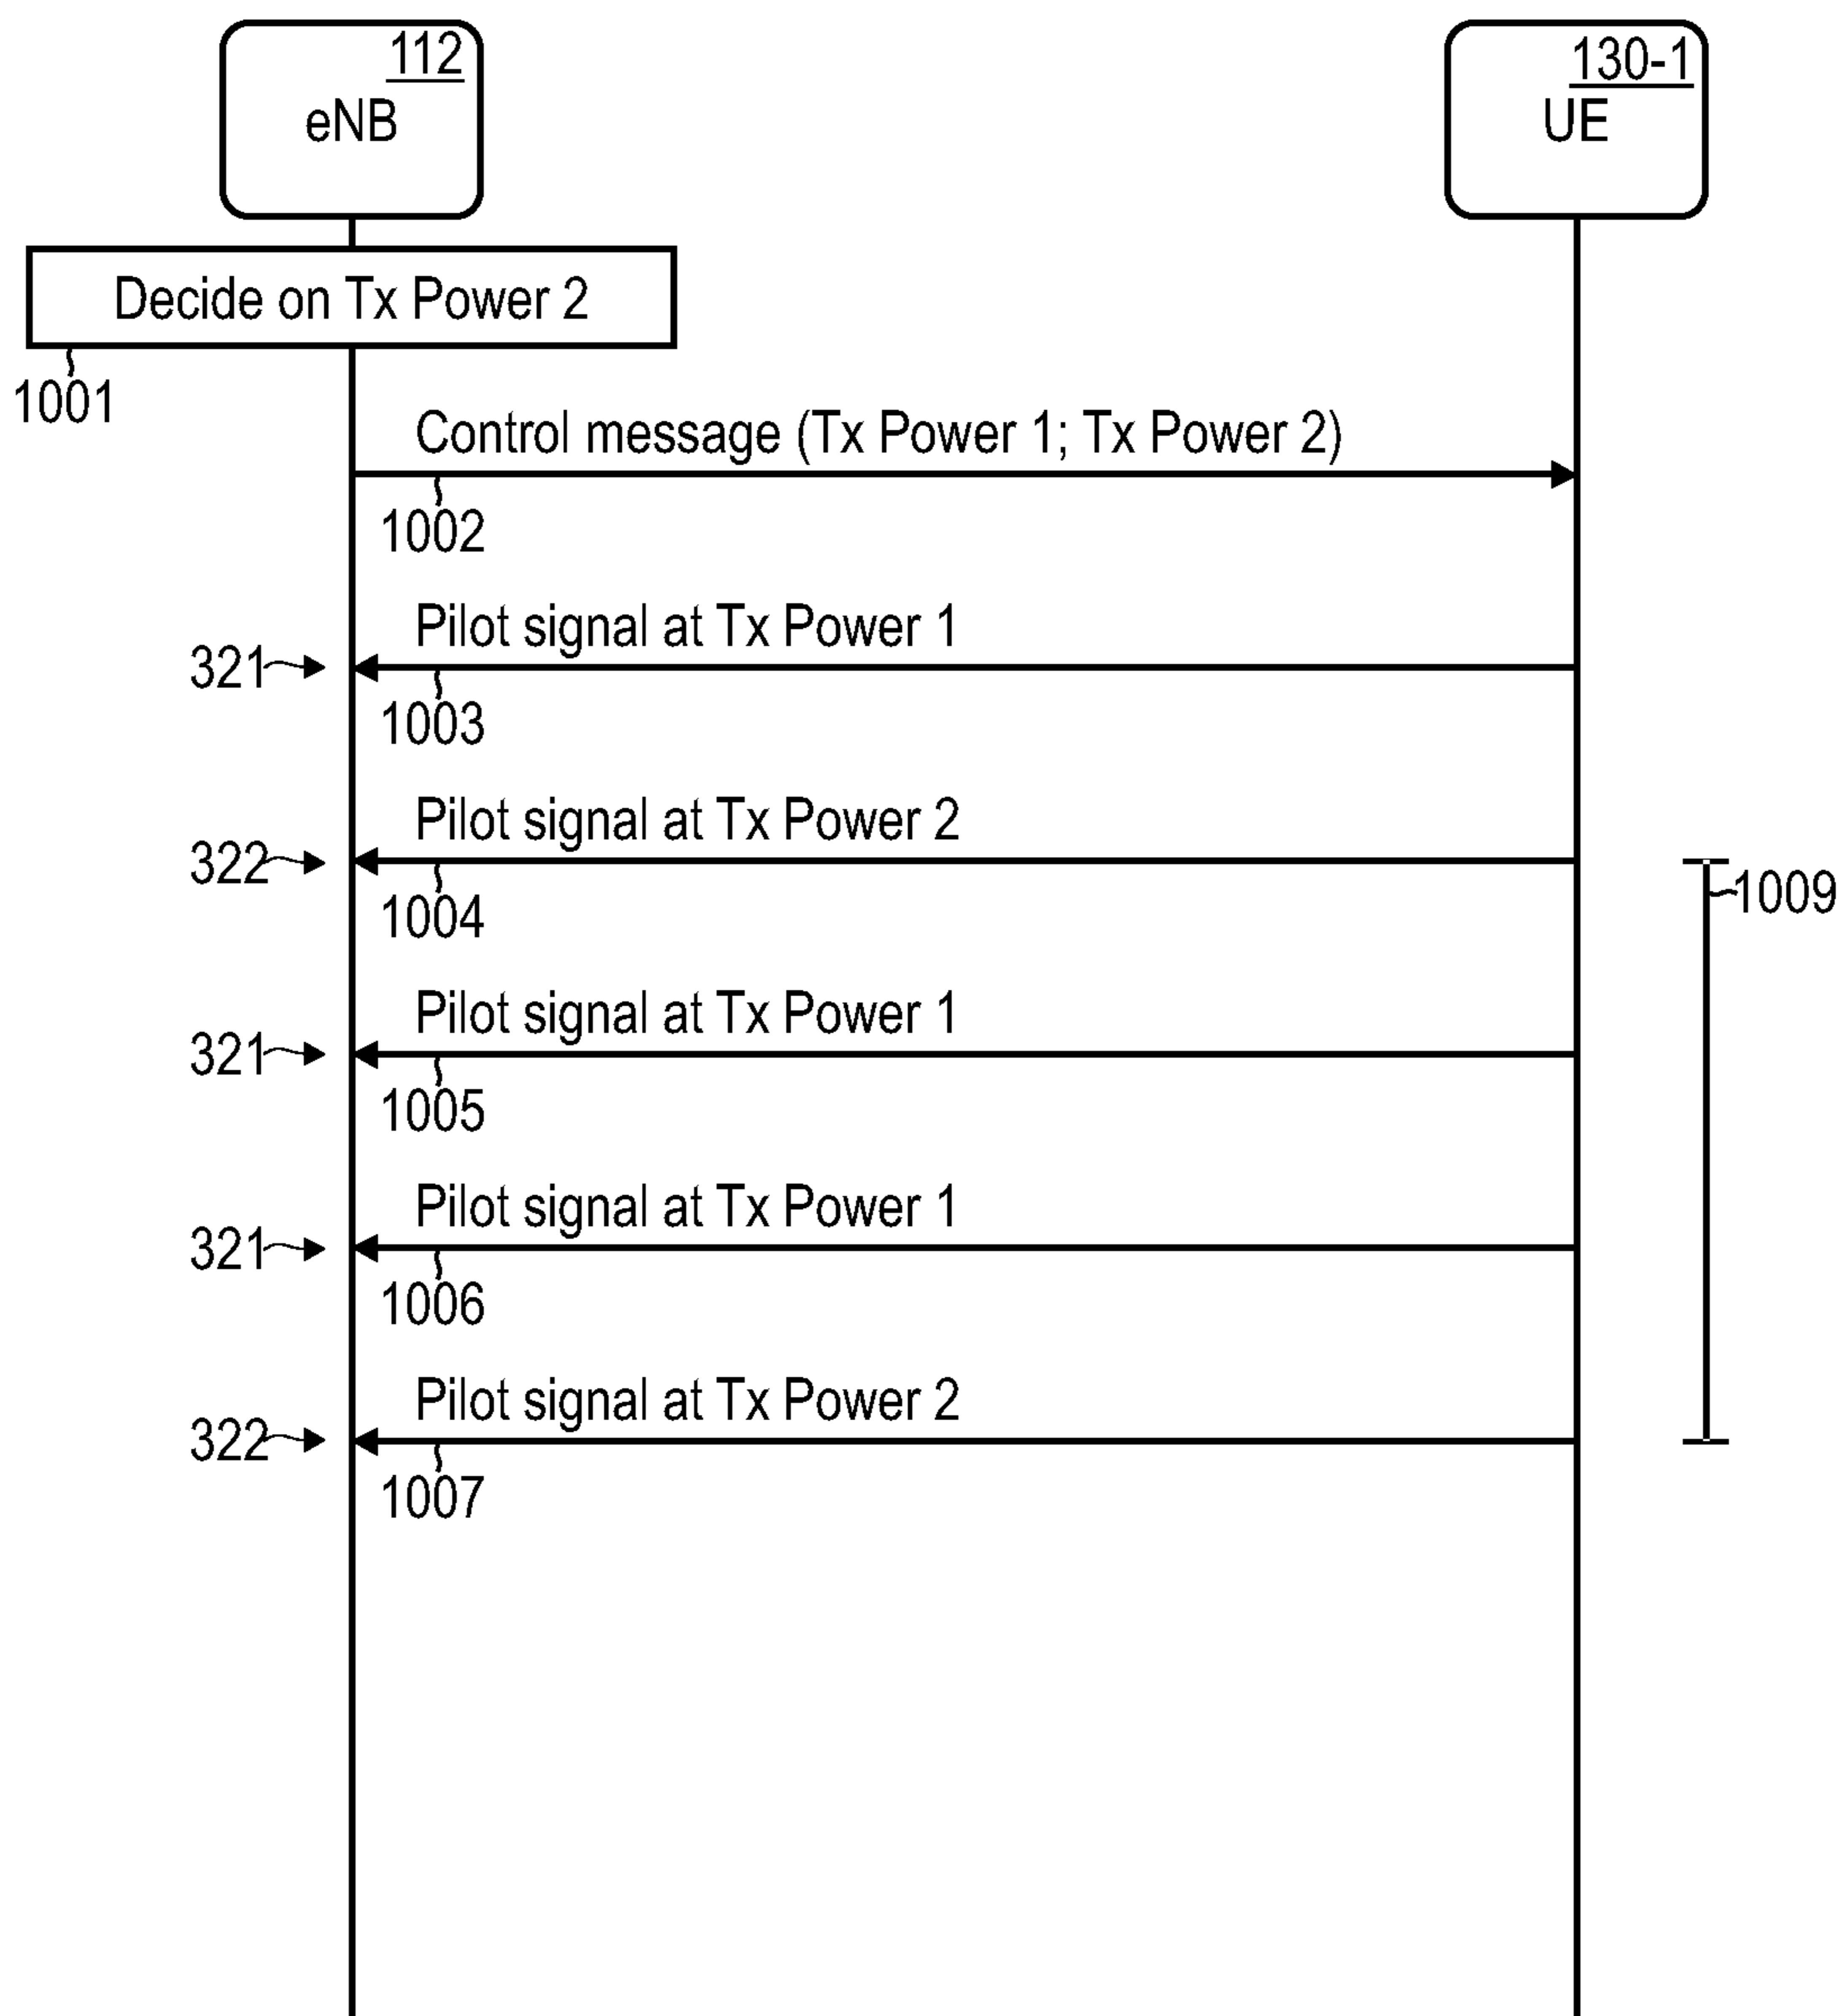 112
eNB
130-1
UE
Decide on Tx Power 2
1001
Control message (Tx Power 1; Tx Power 2)
1002
Pilot signal at Tx Power 1
321
1003
Pilot signal at Tx Power 2
322
1004
1009
Pilot signal at Tx Power 1
321
1005
Pilot signal at Tx Power 1
321
1006
Pilot signal at Tx Power 2
322
1007